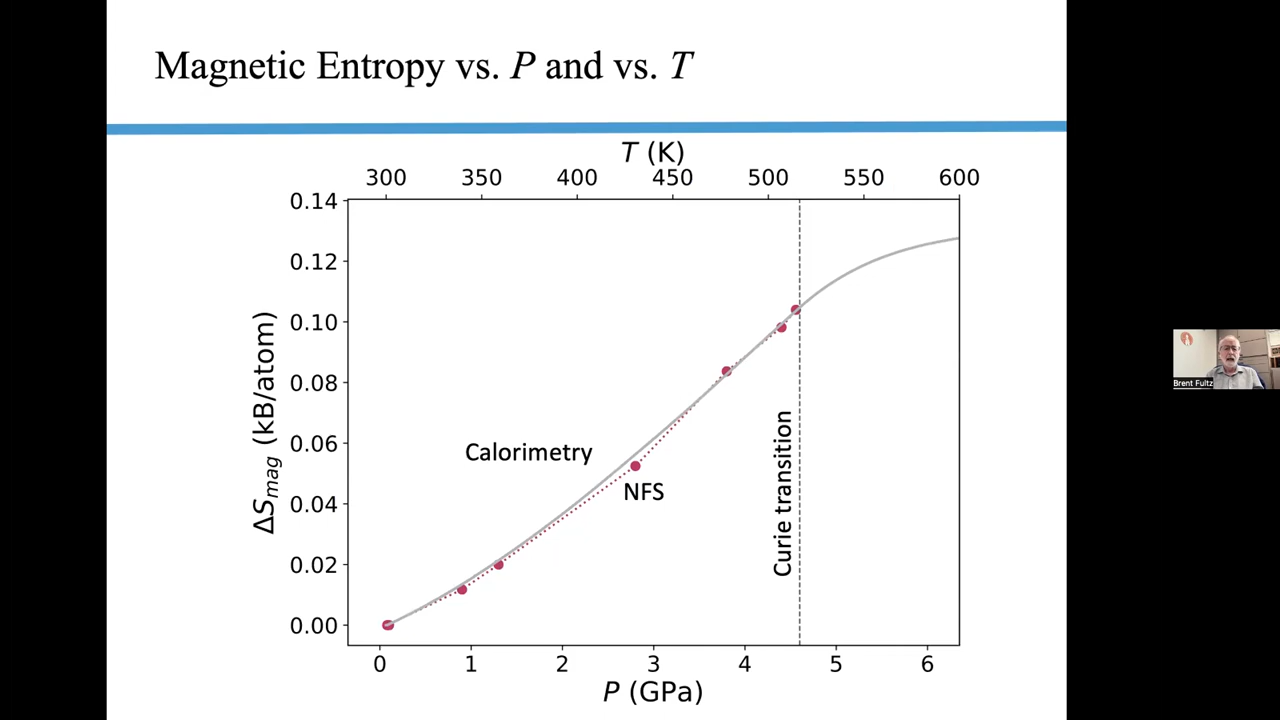 Magnetic Entropy vs. P and vs. T
T (K)
300 350 400 450 500 550 600
0.14
0.12
0.10
0.08
0.06
0.04
0.02
0.00
ΔSmag (kB/atom)
Calorimetry
NFS
Curie transition
0 1 2 3 4 5 6
P (GPa)
Brent Fultz